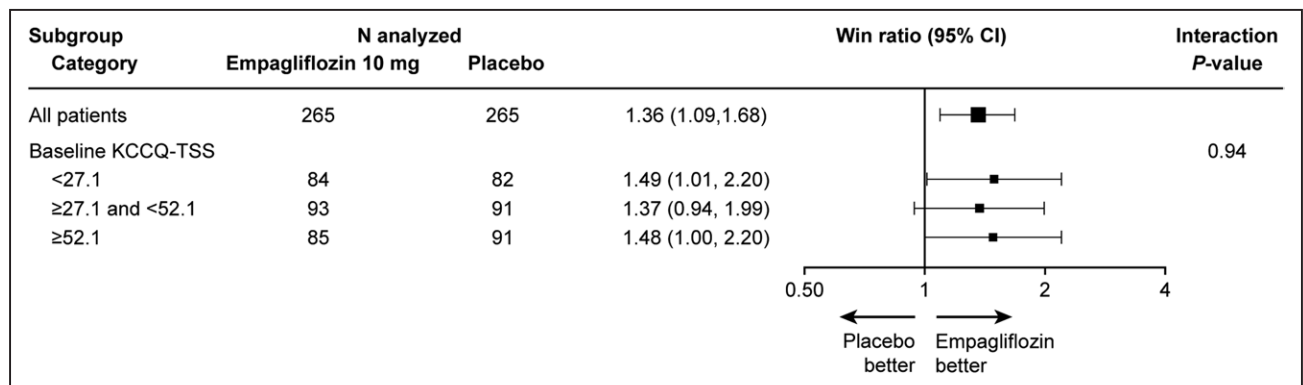 Subgroup N analyzed Win ratio (95% CI) Interaction
Category Empagliflozin 10 mg Placebo P-value
All patients 265 265 1.36 (1.09,1.68)
Baseline KCCQ-TSS 0.94
<27.1 84 82 1.49 (1.01, 2.20)
≥27.1 and <52.1 93 91 1.37 (0.94, 1.99)
≥52.1 85 91 1.48 (1.00, 2.20)
0.50 1 2 4
Placebo Empagliflozin
better better